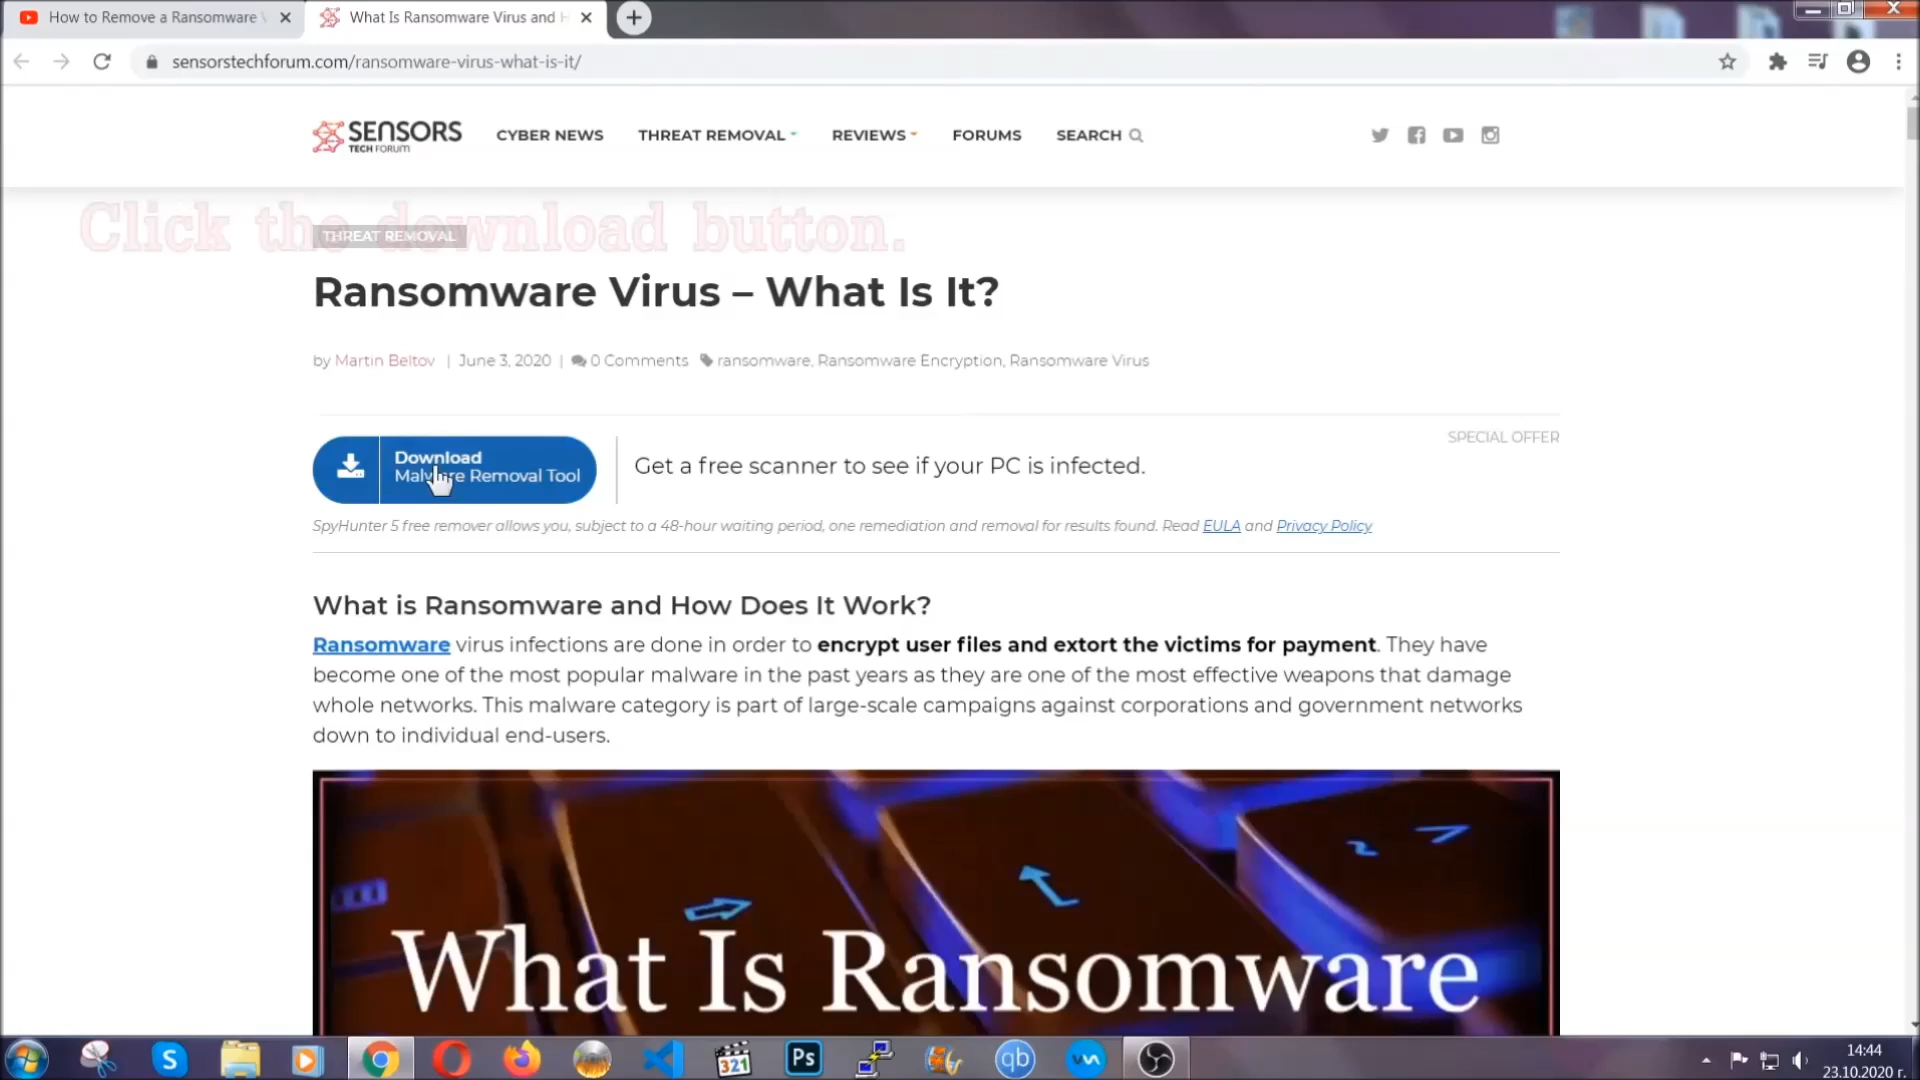 How to Remove a Ransomware V
What Is Ransomware Virus and H
sensorstechforum.com/ransomware-virus-what-is-it/
SENSORS
TECH FORUM
CYBER NEWS
THREAT REMOVAL
REVIEWS
FORUMS
SEARCH
Click the download button.
THREAT REMOVAL
Ransomware Virus – What Is It?
by Martin Beltov | June 3, 2020 | 0 Comments ransomware, Ransomware Encryption, Ransomware Virus
SPECIAL OFFER
Download
Malware Removal Tool
Get a free scanner to see if your PC is infected.
SpyHunter 5 free remover allows you, subject to a 48-hour waiting period, one remediation and removal for results found. Read EULA and Privacy Policy
What is Ransomware and How Does It Work?
Ransomware virus infections are done in order to encrypt user files and extort the victims for payment. They have
become one of the most popular malware in the past years as they are one of the most effective weapons that damage
whole networks. This malware category is part of large-scale campaigns against corporations and government networks
down to individual end-users.
What Is Ransomware
S
321
Ps
qb
14:44
23.10.2020 г.